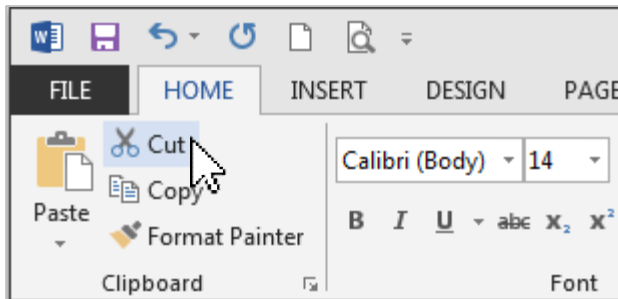 FILE HOME INSERT DESIGN PAGE
Cut
Calibri (Body) 14
Copy
Paste
B I U abc X₂ X²
Format Painter
Clipboard Font